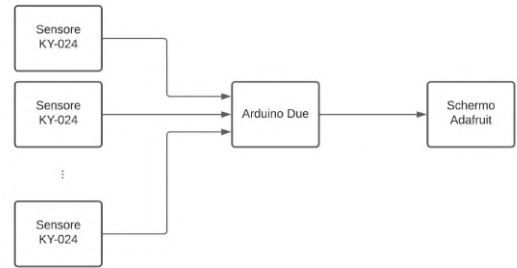 Sensore
KY-024
Sensore
KY-024
Arduino Due
Schermo
Adafruit
...
Sensore
KY-024